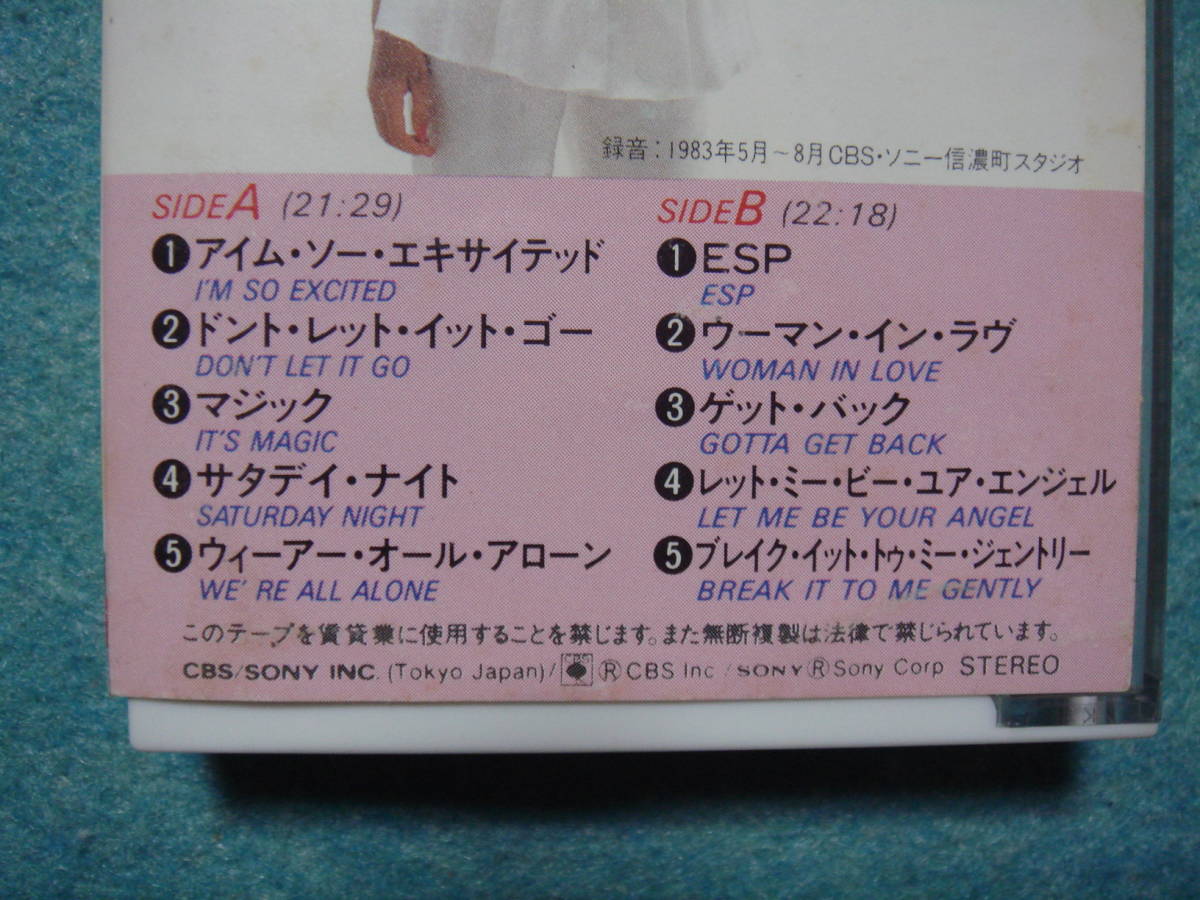 録音：1983年5月～8月CBS・ソニー信濃町スタジオ
SIDE A (21:29)
❶アイム・ソー・エキサイテッド
I'M SO EXCITED
❷ドント・レット・イット・ゴー
DON'T LET IT GO
❸マジック
IT'S MAGIC
❹サタデイ・ナイト
SATURDAY NIGHT
❺ウィーアー・オール・アローン
WE'RE ALL ALONE
SIDE B (22:18)
❶ESP
ESP
❷ウーマン・イン・ラヴ
WOMAN IN LOVE
❸ゲット・バック
GOTTA GET BACK
❹レット・ミー・ビー・ユア・エンジェル
LET ME BE YOUR ANGEL
❺ブレイク・イット・トゥ・ミー・ジェントリー
BREAK IT TO ME GENTLY
このテープを賃貸業に使用することを禁じます。また無断複製は法律で禁じられています。
CBS/SONY INC. (Tokyo Japan)/ CBS ®CBS Inc / SONY ®Sony Corp STEREO